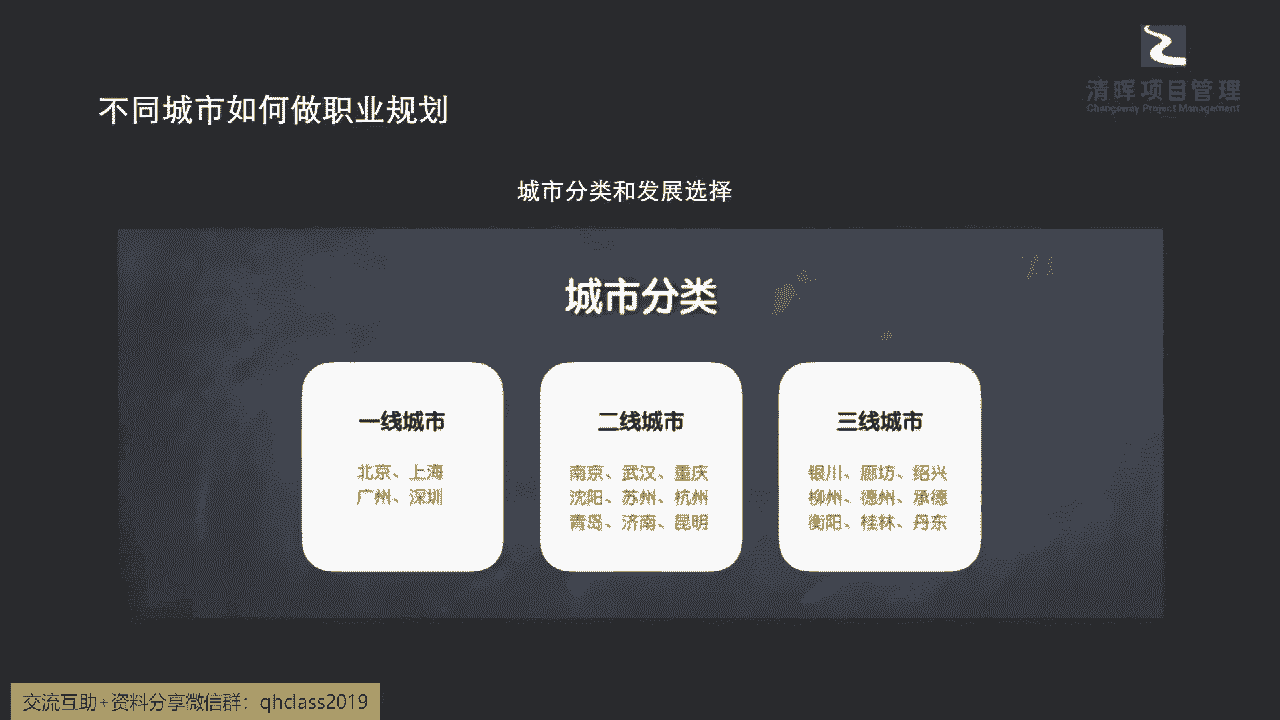 清晖项目管理
Changeway Project Management
不同城市如何做职业规划
城市分类和发展选择
城市分类
一线城市
北京、上海
广州、深圳
二线城市
南京、武汉、重庆
沈阳、苏州、杭州
青岛、济南、昆明
三线城市
银川、廊坊、绍兴
柳州、德州、承德
衡阳、桂林、丹东
交流互助+资料分享微信群：qhclass2019